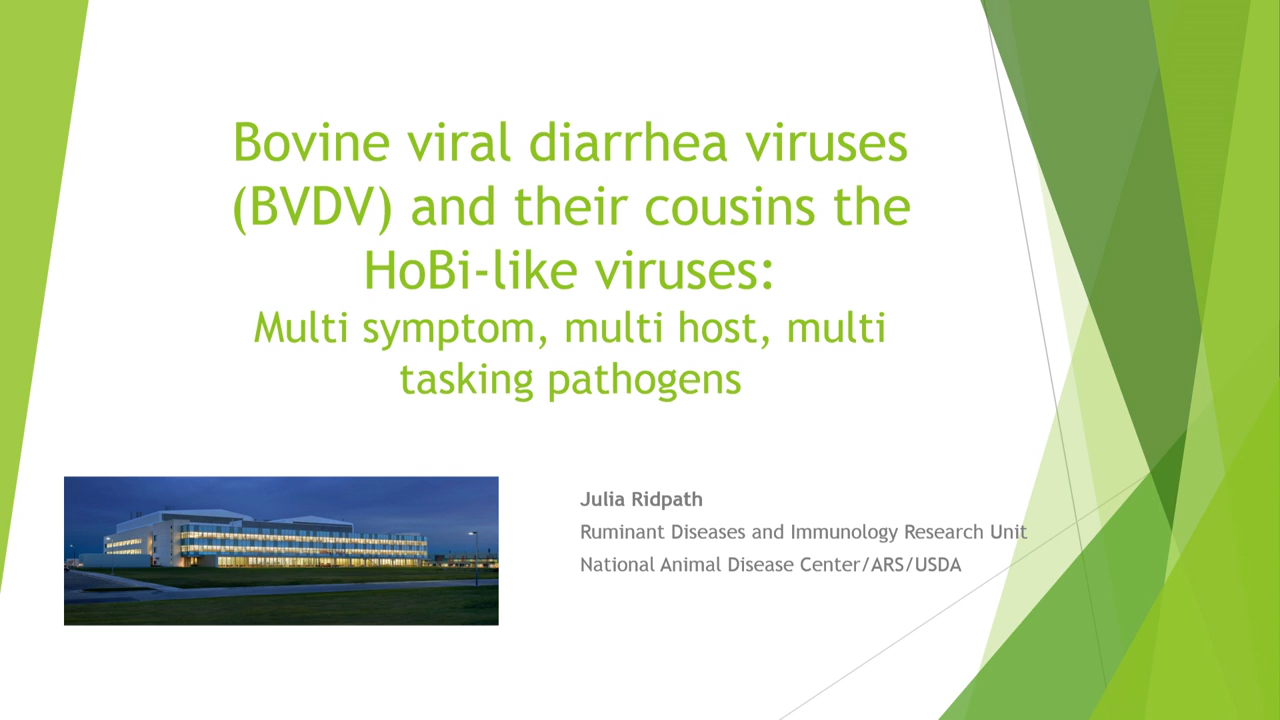 Bovine viral diarrhea viruses
(BVDV) and their cousins the
HoBi-like viruses:
Multi symptom, multi host, multi
tasking pathogens
Julia Ridpath
Ruminant Diseases and Immunology Research Unit
National Animal Disease Center/ARS/USDA